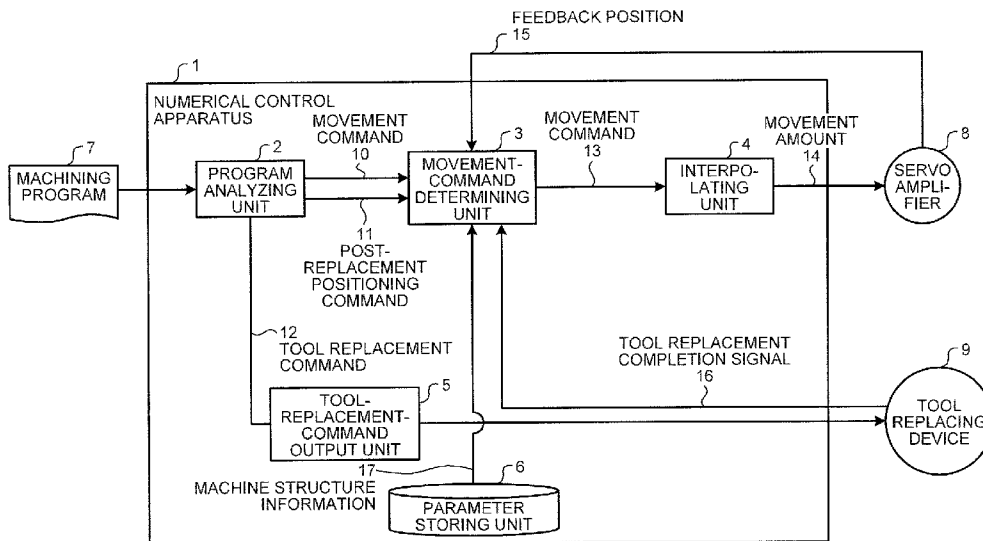 FEEDBACK POSITION
15
1
NUMERICAL CONTROL
APPARATUS
7
MACHINING
PROGRAM
2
PROGRAM
ANALYZING
UNIT
MOVEMENT
COMMAND
10
11
POST-
REPLACEMENT
POSITIONING
COMMAND
3
MOVEMENT-
COMMAND
DETERMINING
UNIT
MOVEMENT
COMMAND
13
4
INTERPO-
LATING
UNIT
MOVEMENT
AMOUNT
14
8
SERVO
AMPLI-
FIER
12
TOOL REPLACEMENT
COMMAND
5
TOOL-
REPLACEMENT-
COMMAND
OUTPUT UNIT
TOOL REPLACEMENT
COMPLETION SIGNAL
16
9
TOOL
REPLACING
DEVICE
17
MACHINE STRUCTURE
INFORMATION
6
PARAMETER
STORING UNIT